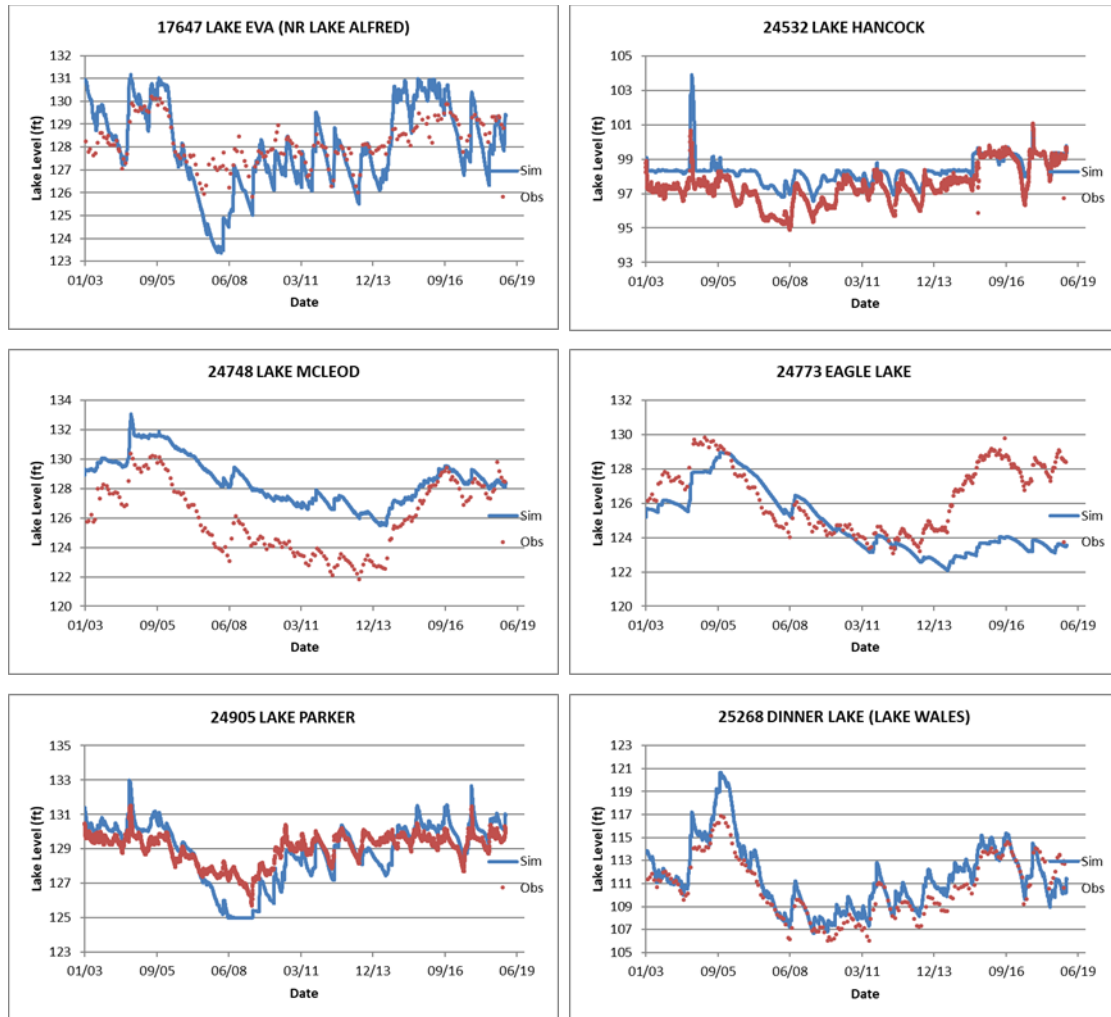 17647 LAKE EVA (NR LAKE ALFRED)
Lake Level (ft)
132
131
130
129
128
127
126
125
124
123
01/03 09/05 06/08 03/11 12/13 09/16 06/19
Date
Sim
Obs
24532 LAKE HANCOCK
Lake Level (ft)
105
103
101
99
97
95
93
01/03 09/05 06/08 03/11 12/13 09/16 06/19
Date
Sim
Obs
24748 LAKE MCLEOD
Lake Level (ft)
134
132
130
128
126
124
122
120
01/03 09/05 06/08 03/11 12/13 09/16 06/19
Date
Sim
Obs
24773 EAGLE LAKE
Lake Level (ft)
132
130
128
126
124
122
120
01/03 09/05 06/08 03/11 12/13 09/16 06/19
Date
Sim
Obs
24905 LAKE PARKER
Lake Level (ft)
135
133
131
129
127
125
123
01/03 09/05 06/08 03/11 12/13 09/16 06/19
Date
Sim
Obs
25268 DINNER LAKE (LAKE WALES)
Lake Level (ft)
123
121
119
117
115
113
111
109
107
105
01/03 09/05 06/08 03/11 12/13 09/16 06/19
Date
Sim
Obs